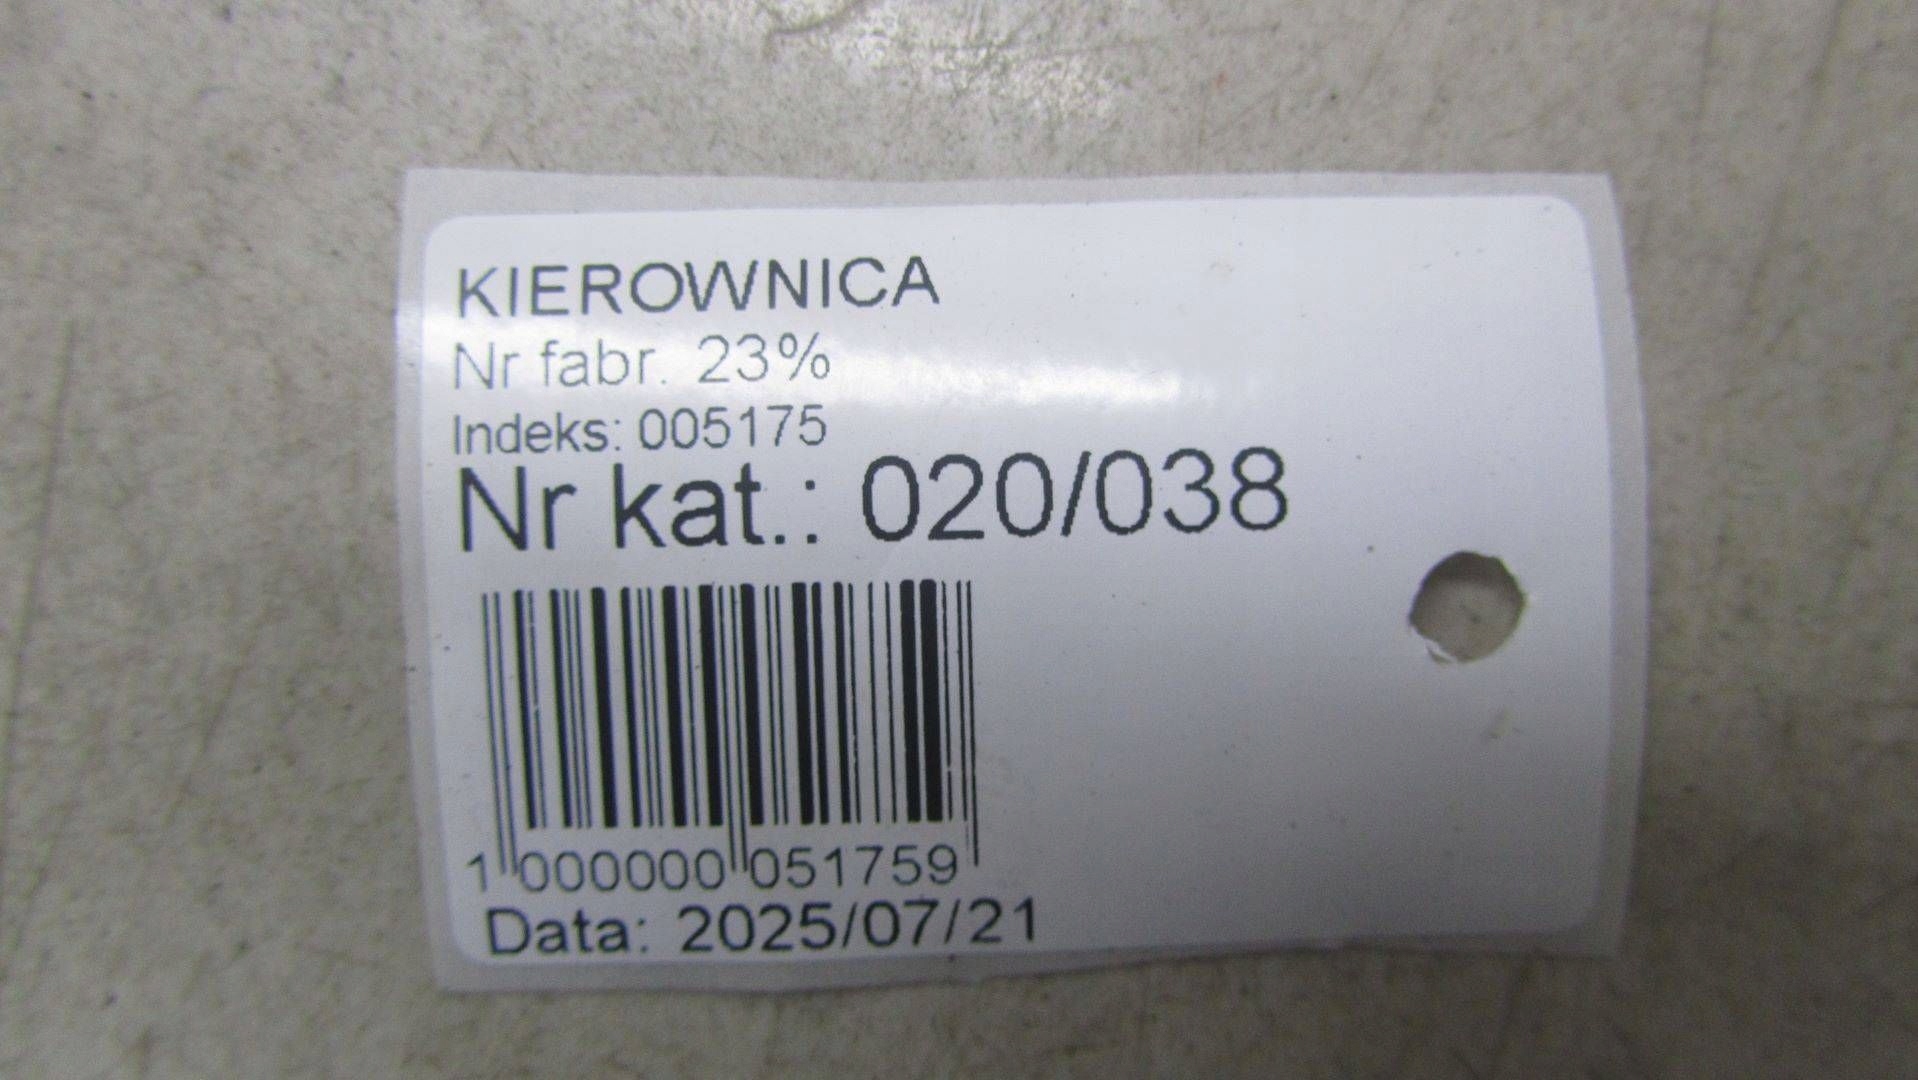 KIEROWNICA
Nr fabr. 23%
Indeks: 005175
Nr kat.: 020/038
1 000000 051759
Data: 2025/07/21